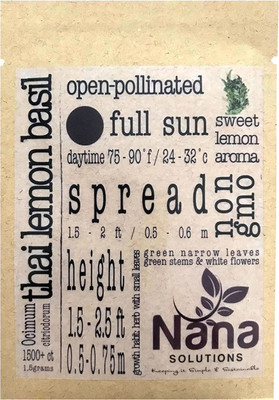 thai lemon basil
Ocimum
citriodorum
1500+ ct
1.5grams
open-pollinated
full sun
daytime 75 - 90°f / 24 - 32°c
sweet
lemon
aroma
spread
1.5 - 2 ft / 0.5 - 0.6 m
non
gmo
height
1.5-2.5 ft
0.5-0.75m
growth habit: herb with small leaves
green narrow leaves
green stems & white flowers
Nana
SOLUTIONS
Keeping it Simple & Sustainable